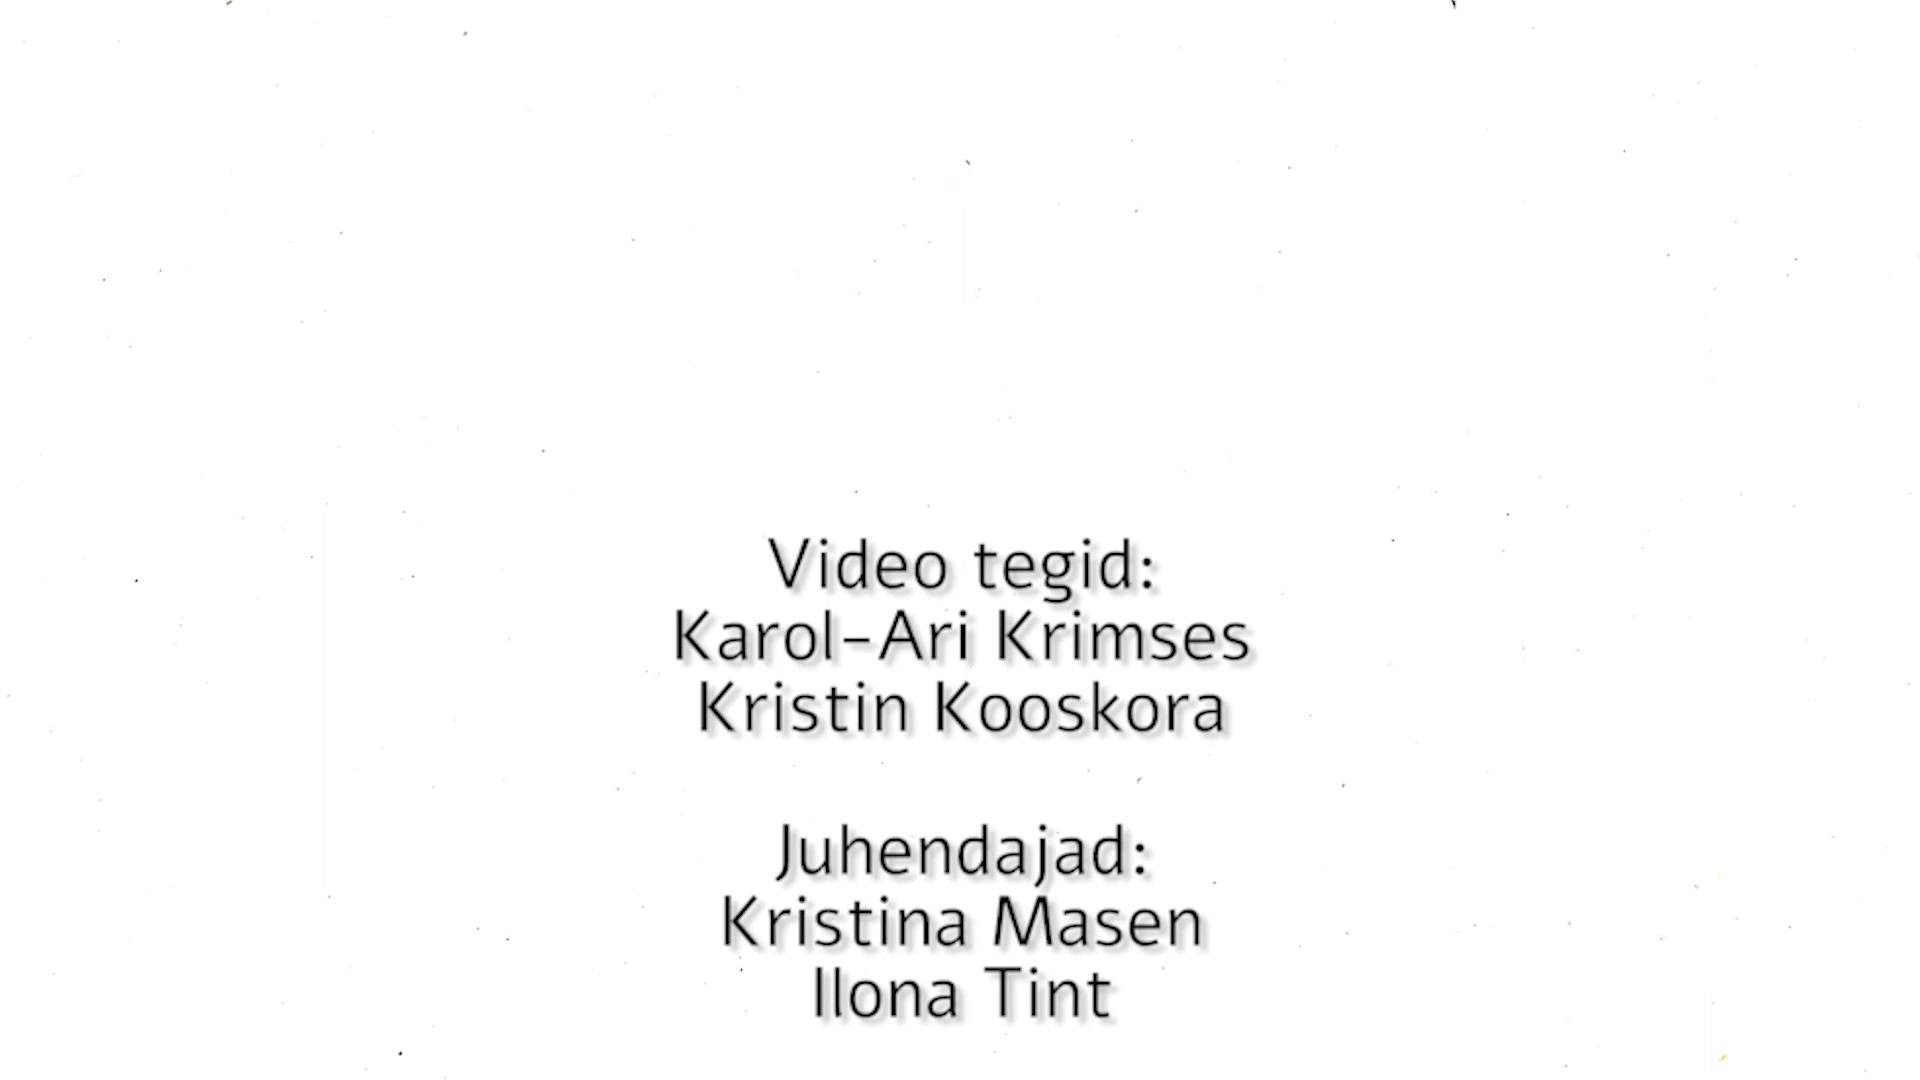 Video tegid:
Karol-Ari Krimses
Kristin Kooskora
Juhendajad:
Kristina Masen
Ilona Tint